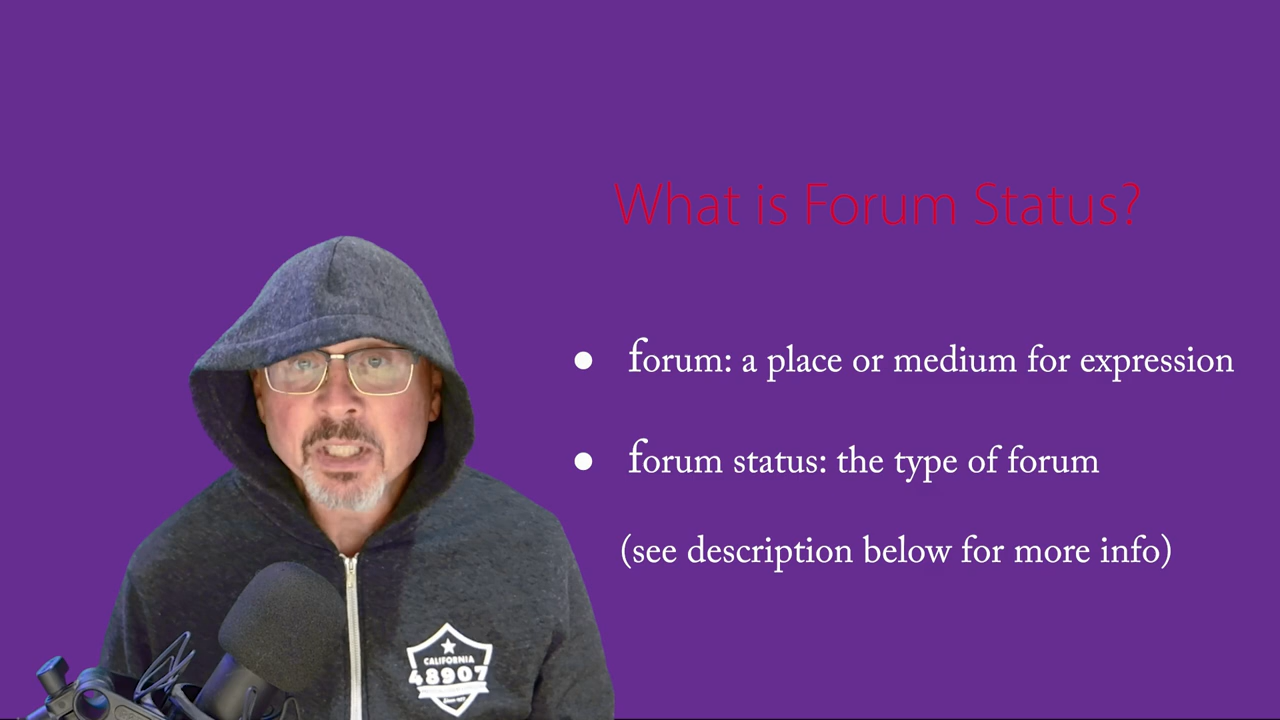 What is Forum Status?
● forum: a place or medium for expression
● forum status: the type of forum
(see description below for more info)
CALIFORNIA
48907